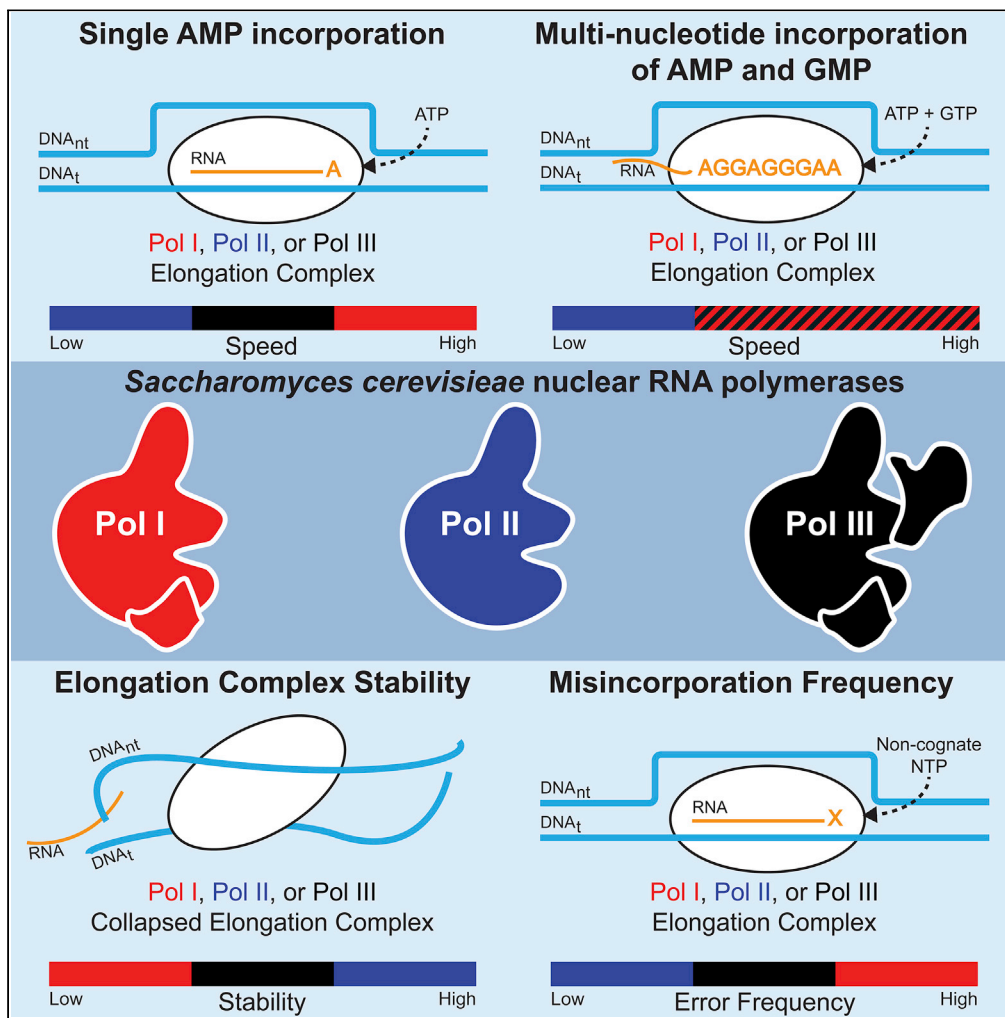 Single AMP incorporation
DNAnt
DNAt
RNA
A
ATP
Pol I, Pol II, or Pol III
Elongation Complex
Low
Speed
High
Multi-nucleotide incorporation
of AMP and GMP
DNAnt
DNAt
RNA
AGGAGGGAA
ATP + GTP
Pol I, Pol II, or Pol III
Elongation Complex
Low
Speed
High
Saccharomyces cerevisieae nuclear RNA polymerases
Pol I
Pol II
Pol III
Elongation Complex Stability
DNAnt
RNA
DNAt
Pol I, Pol II, or Pol III
Collapsed Elongation Complex
Low
Stability
High
Misincorporation Frequency
DNAnt
DNAt
RNA
X
Non-cognate
NTP
Pol I, Pol II, or Pol III
Elongation Complex
Low
Error Frequency
High